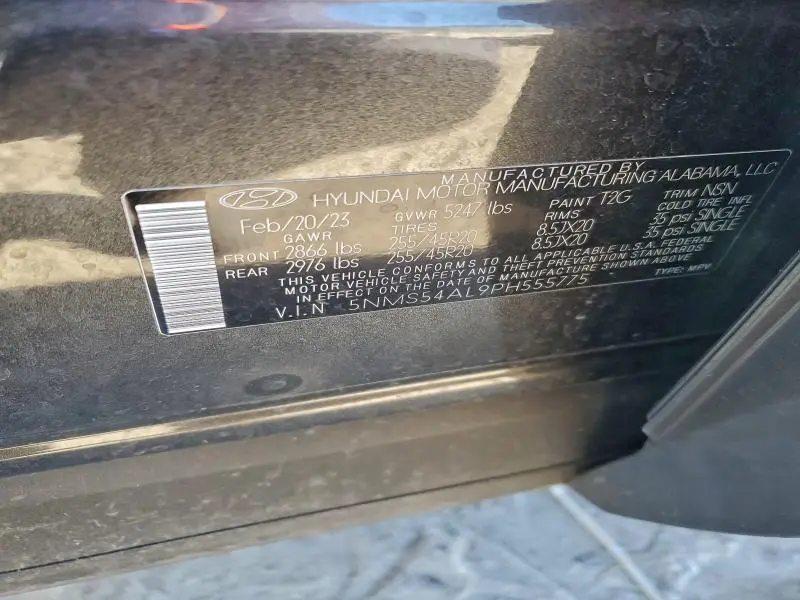 MANUFACTURED BY
HYUNDAI MOTOR MANUFACTURING ALABAMA, LLC
Feb/20/23 GVWR 5247 lbs PAINT T2G TRIM NSN
GAWR TIRES RIMS COLD TIRE INFL
FRONT 2866 lbs 255/45R20 8.5JX20 35 psi SINGLE
REAR 2976 lbs 255/45R20 8.5JX20 35 psi SINGLE
THIS VEHICLE CONFORMS TO ALL APPLICABLE U.S.A. FEDERAL
MOTOR VEHICLE SAFETY AND THEFT PREVENTION STANDARDS
IN EFFECT ON THE DATE OF MANUFACTURE SHOWN ABOVE
V.I.N 5NMS54AL9PH555775 TYPE: MPV